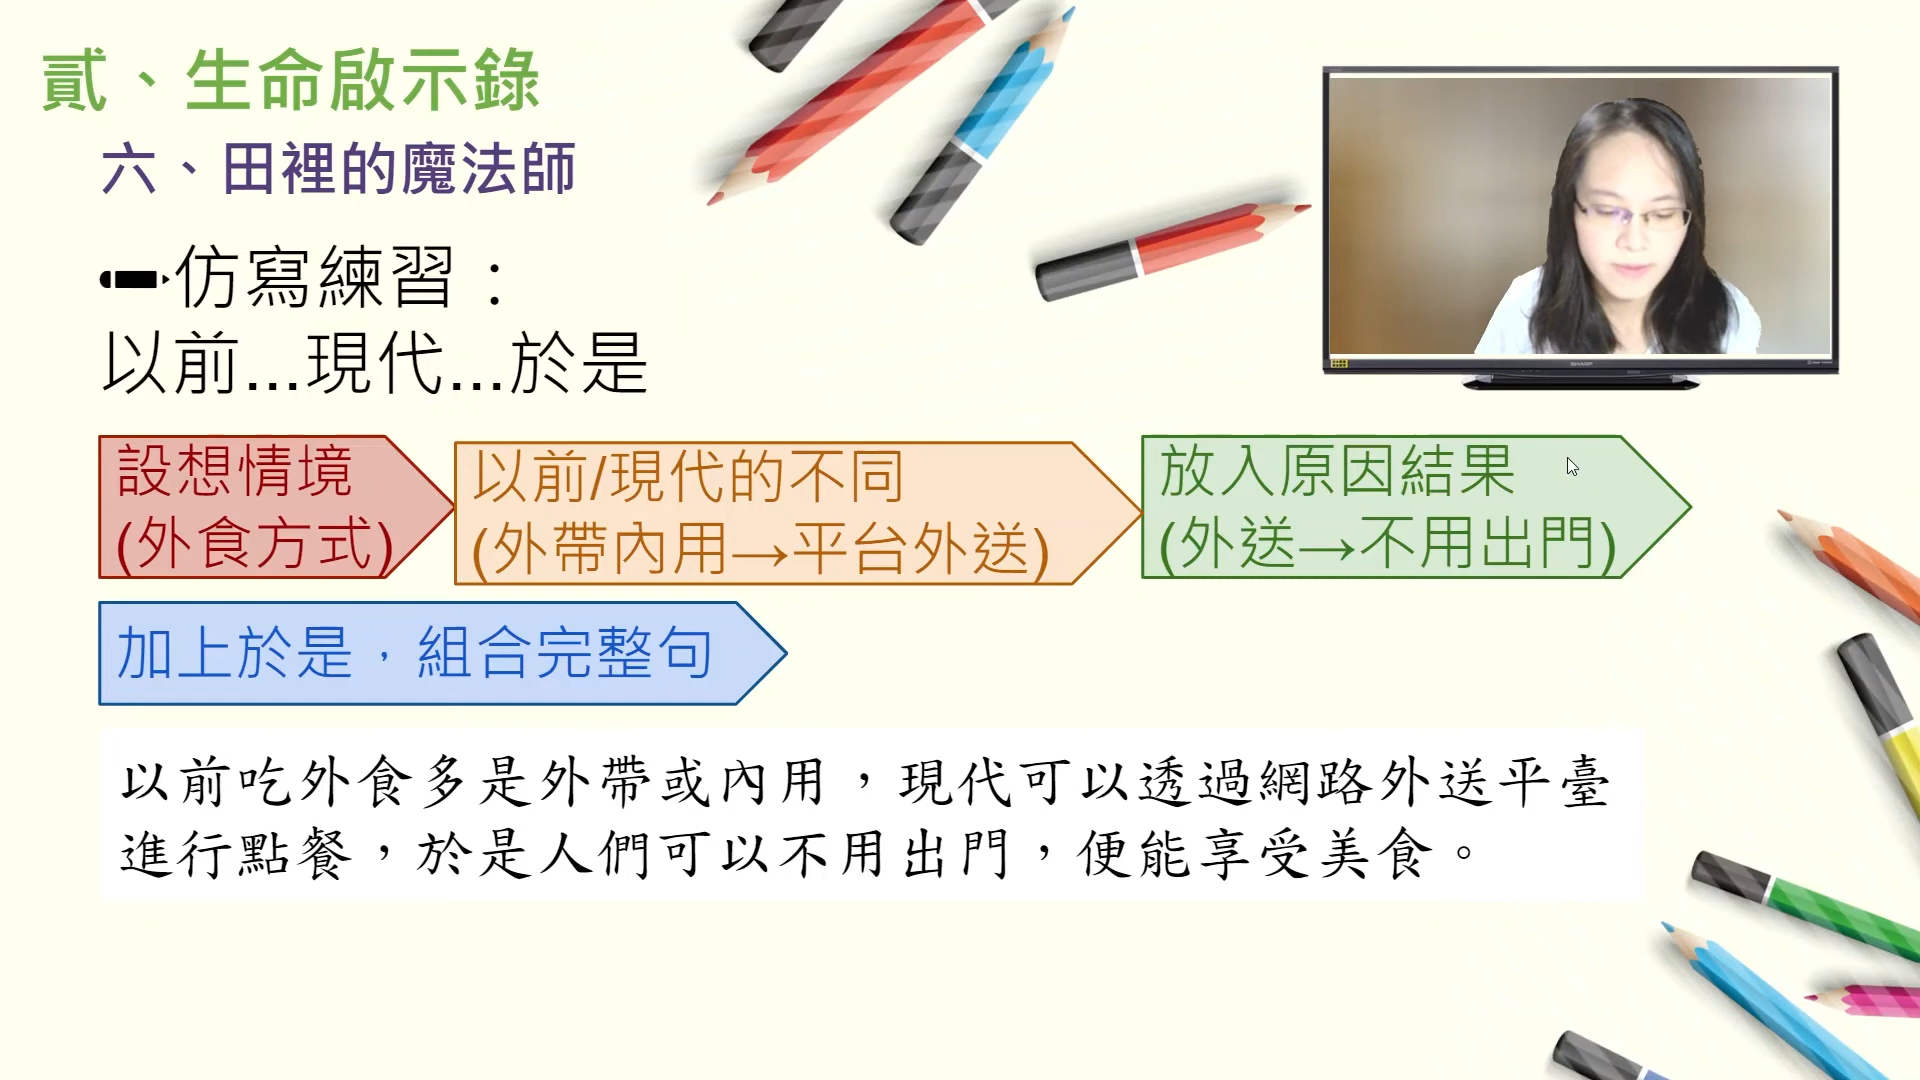 貳、生命啟示錄
六、田裡的魔法師
仿寫練習：
以前...現代...於是
設想情境
(外食方式)
以前/現代的不同
(外帶內用→平台外送)
放入原因結果
(外送→不用出門)
加上於是，組合完整句
以前吃外食多是外帶或內用，現代可以透過網路外送平臺
進行點餐，於是人們可以不用出門，便能享受美食。
SHARP